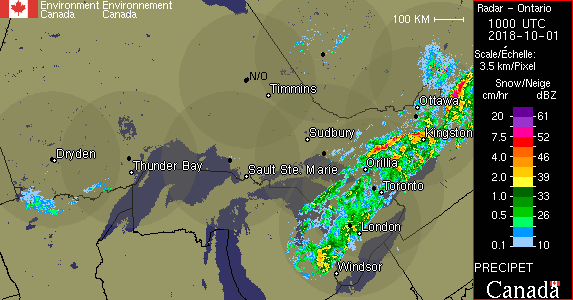 Environment Environnement
Canada Canada
100 KM
N/O
Timmins
Ottawa
Sudbury
Kingston
Dryden
Thunder Bay
Sault Ste. Marie
Orillia
Toronto
London
Windsor
Radar – Ontario
1000 UTC
2018-10-01
Scale/Échelle:
3.5 km/Pixel
Snow/Neige
cm/hr dBZ
20 61
7.5 52
4.0 46
2.0 39
1.0 33
0.5 26
0.1 10
PRECIPET
Canada